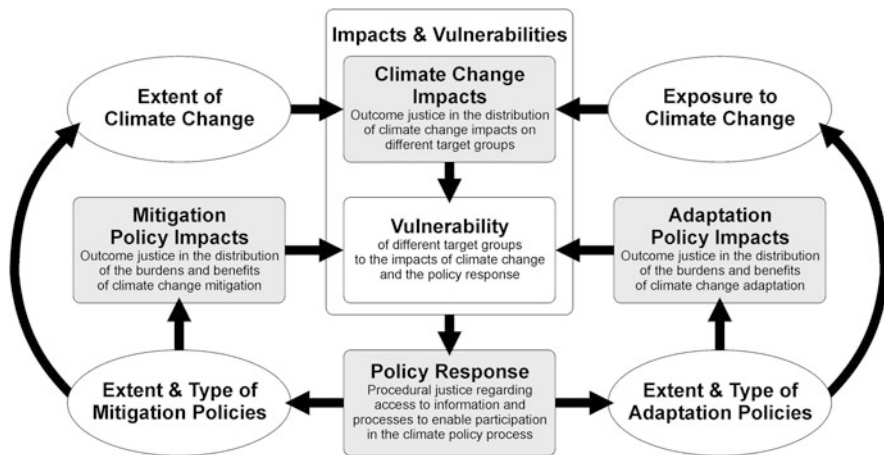 Impacts & Vulnerabilities
Extent of
Climate Change
Climate Change
Impacts
Outcome justice in the distribution
of climate change impacts on
different target groups
Exposure to
Climate Change
Mitigation
Policy Impacts
Outcome justice in the distribution
of the burdens and benefits
of climate change mitigation
Vulnerability
of different target groups
to the impacts of climate change
and the policy response
Adaptation
Policy Impacts
Outcome justice in the distribution
of the burdens and benefits
of climate change adaptation
Extent & Type of
Mitigation Policies
Policy Response
Procedural justice regarding
access to information and
processes to enable participation
in the climate policy process
Extent & Type of
Adaptation Policies